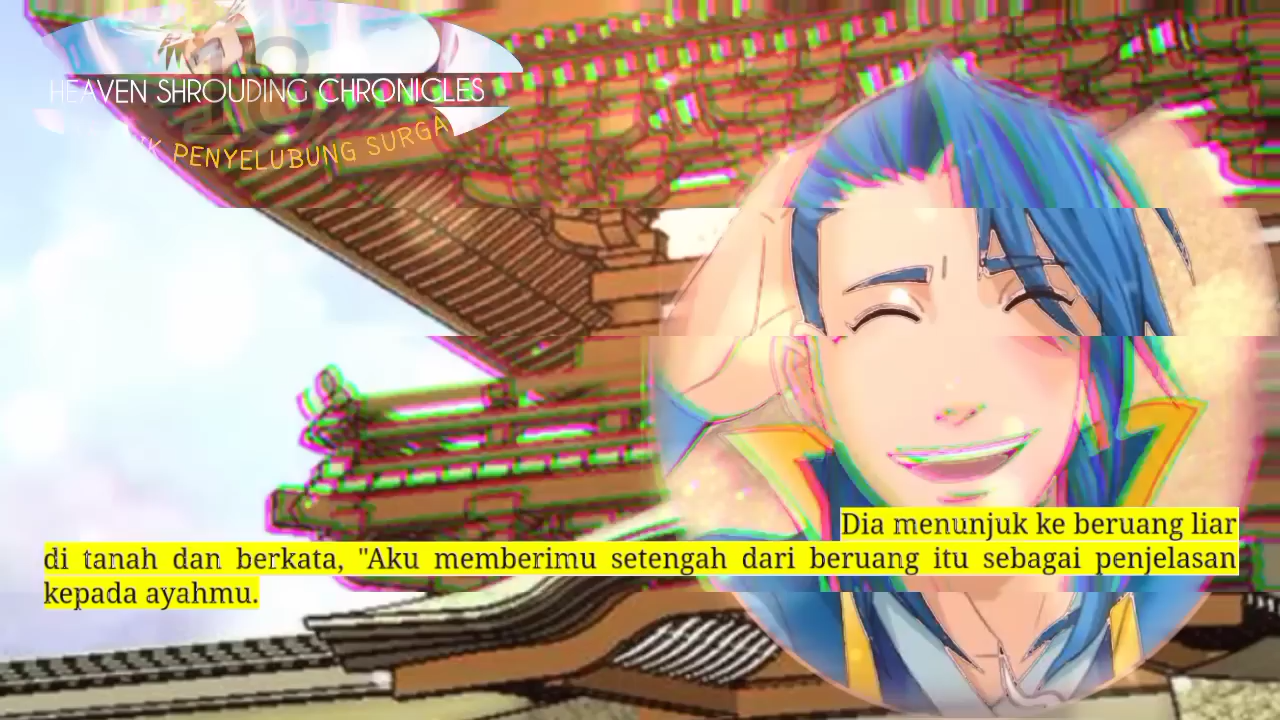 18
HEAVEN SHROUDING CHRONICLES
PENYELUBUNG SURGA
Dia menunjuk ke beruang liar
di tanah dan berkata, "Aku memberimu setengah dari beruang itu sebagai penjelasan
kepada ayahmu.